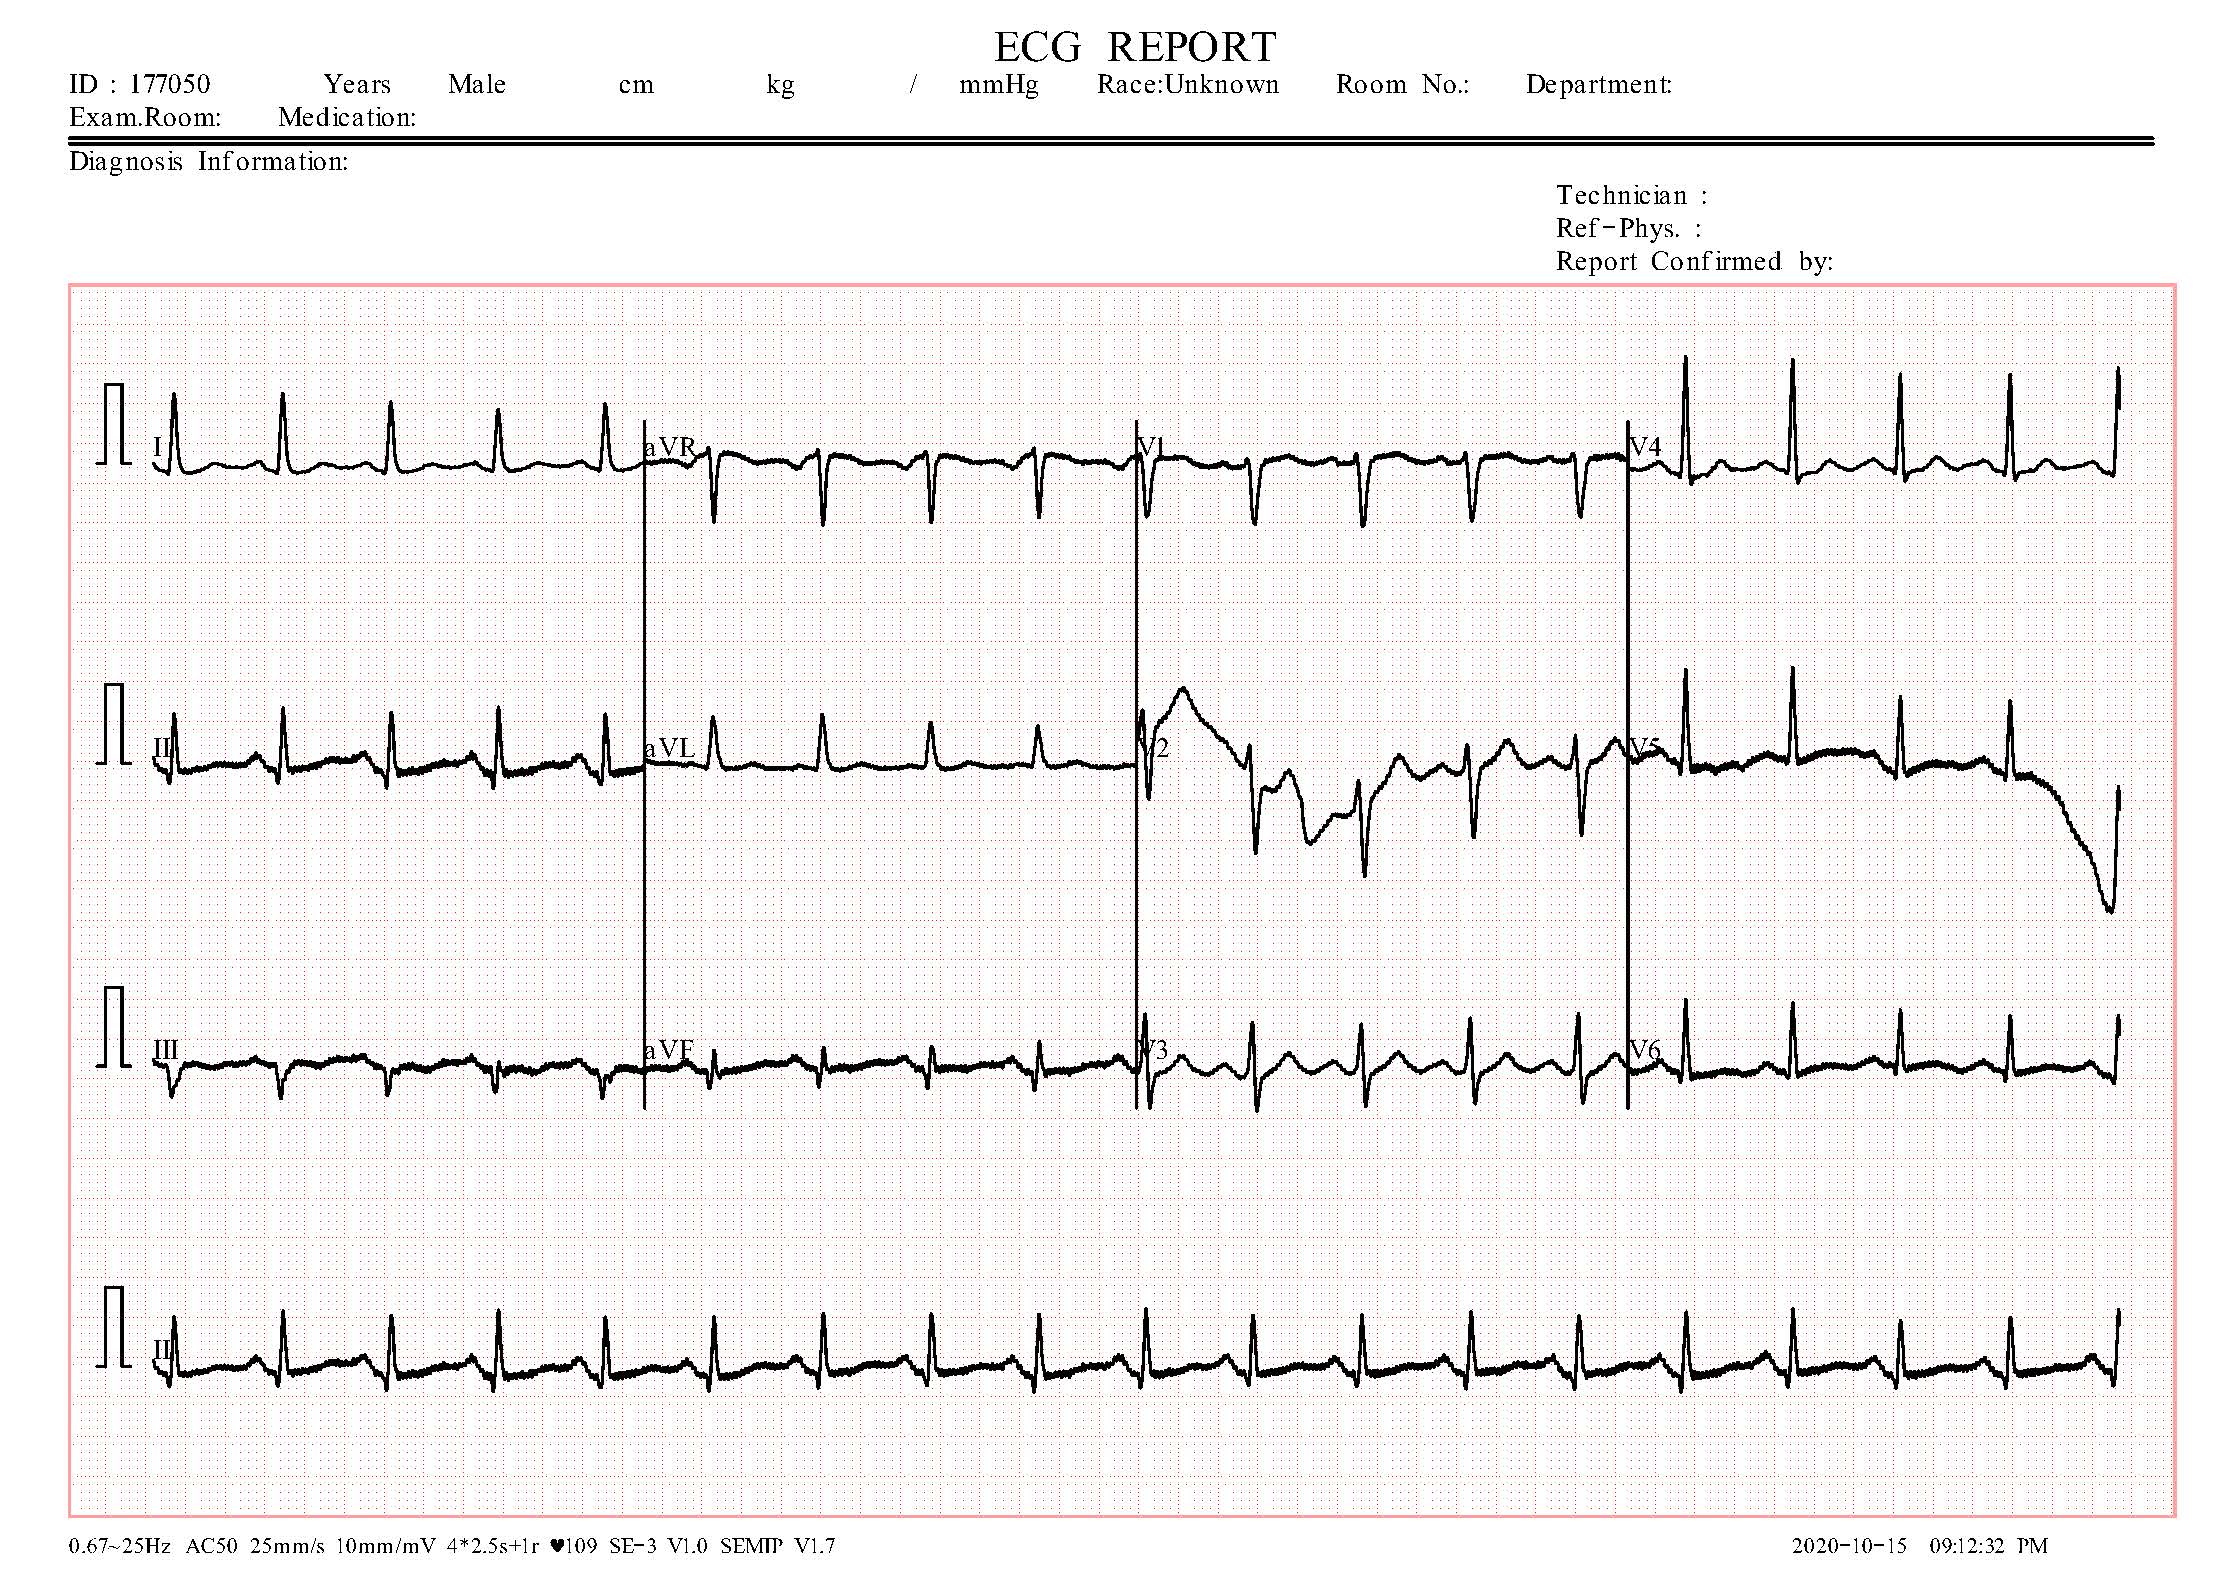 ECG REPORT
ID : 177050 Years Male cm kg / mmHg Race:Unknown Room No.: Department:
Exam.Room: Medication:
Diagnosis Information:
Technician :
Ref-Phys. :
Report Confirmed by:
I aVR V1 V4
II aVL V2 V5
III aVF V3 V6
II
0.67~25Hz AC50 25mm/s 10mm/mV 4*2.5s+1r ♥109 SE-3 V1.0 SEMIP V1.7 2020-10-15 09:12:32 PM